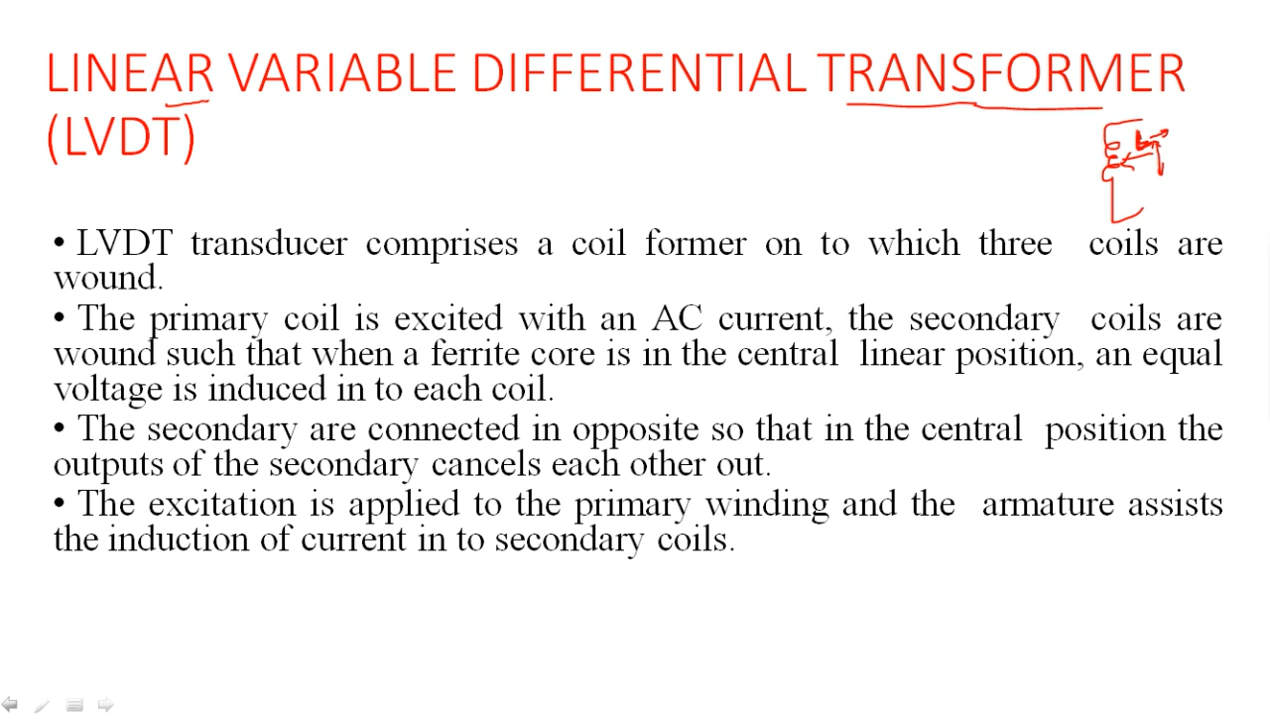 LINEAR VARIABLE DIFFERENTIAL TRANSFORMER
(LVDT)
• LVDT transducer comprises a coil former on to which three coils are
wound.
• The primary coil is excited with an AC current, the secondary coils are
wound such that when a ferrite core is in the central linear position, an equal
voltage is induced in to each coil.
• The secondary are connected in opposite so that in the central position the
outputs of the secondary cancels each other out.
• The excitation is applied to the primary winding and the armature assists
the induction of current in to secondary coils.